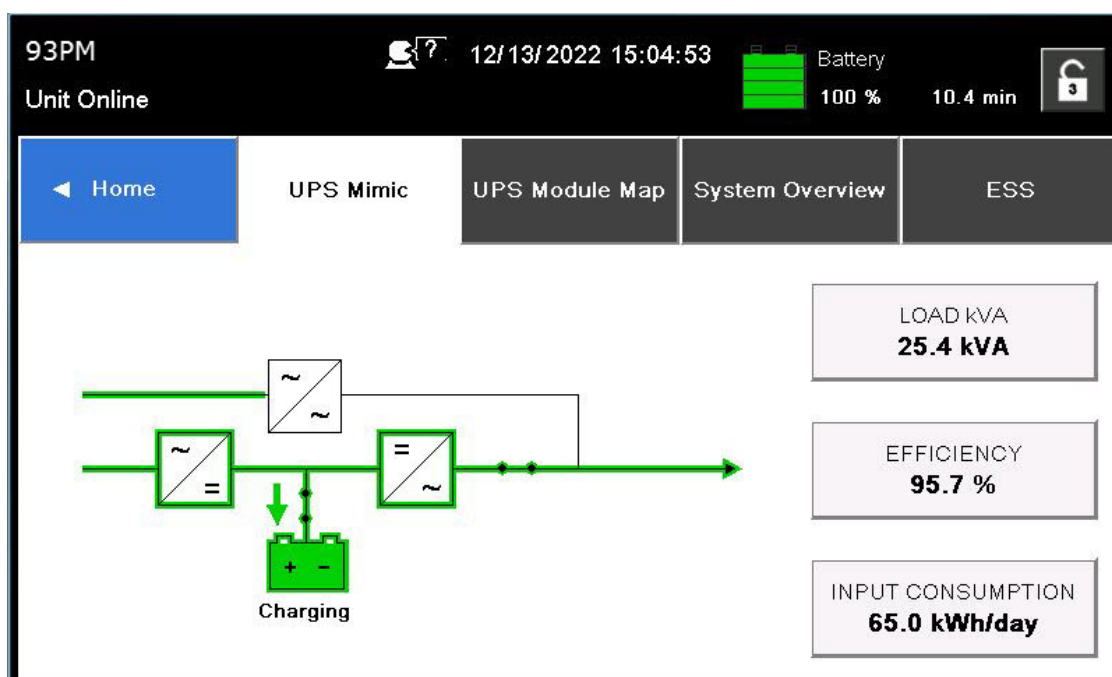 93PM
? 12/13/2022 15:04:53
Battery
Unit Online
100 % 10.4 min
3
◄ Home
UPS Mimic
UPS Module Map
System Overview
ESS
LOAD kVA
25.4 kVA
~
~
~
=
=
~
EFFICIENCY
95.7 %
+ -
Charging
INPUT CONSUMPTION
65.0 kWh/day